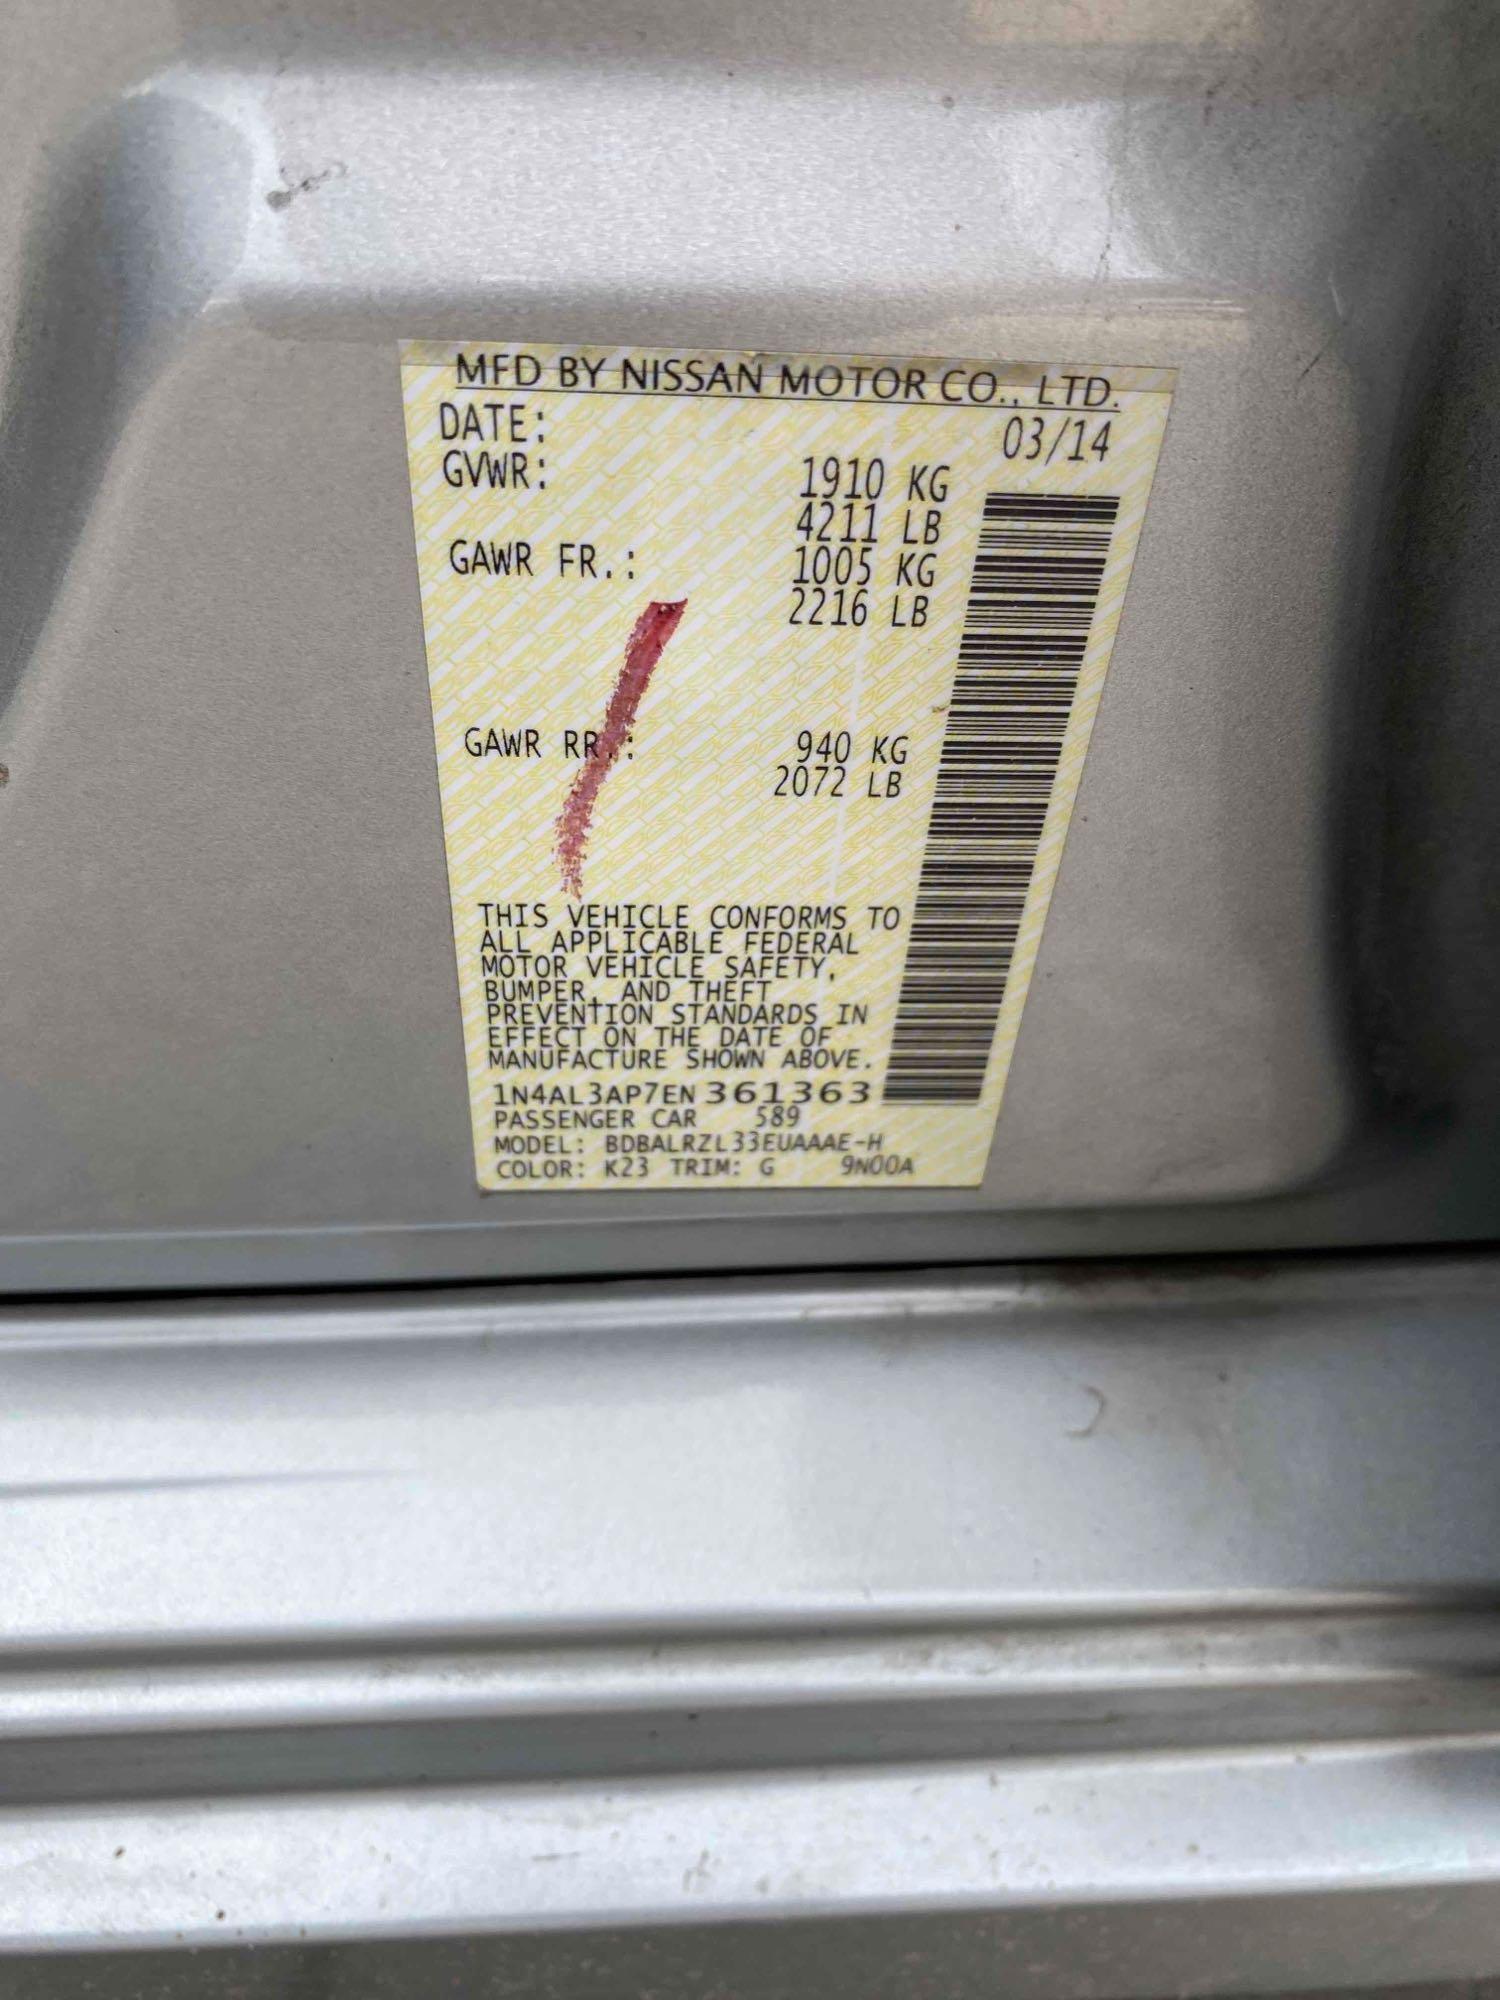 MFD BY NISSAN MOTOR CO., LTD.
DATE: 03/14
GVWR: 1910 KG
4211 LB
GAWR FR.: 1005 KG
2216 LB
GAWR RR.: 940 KG
2072 LB
THIS VEHICLE CONFORMS TO
ALL APPLICABLE FEDERAL
MOTOR VEHICLE SAFETY,
BUMPER, AND THEFT
PREVENTION STANDARDS IN
EFFECT ON THE DATE OF
MANUFACTURE SHOWN ABOVE.
1N4AL3AP7EN361363
PASSENGER CAR 589
MODEL: BDBALRZL33EUAAAE-H
COLOR: K23 TRIM: G 9N00A